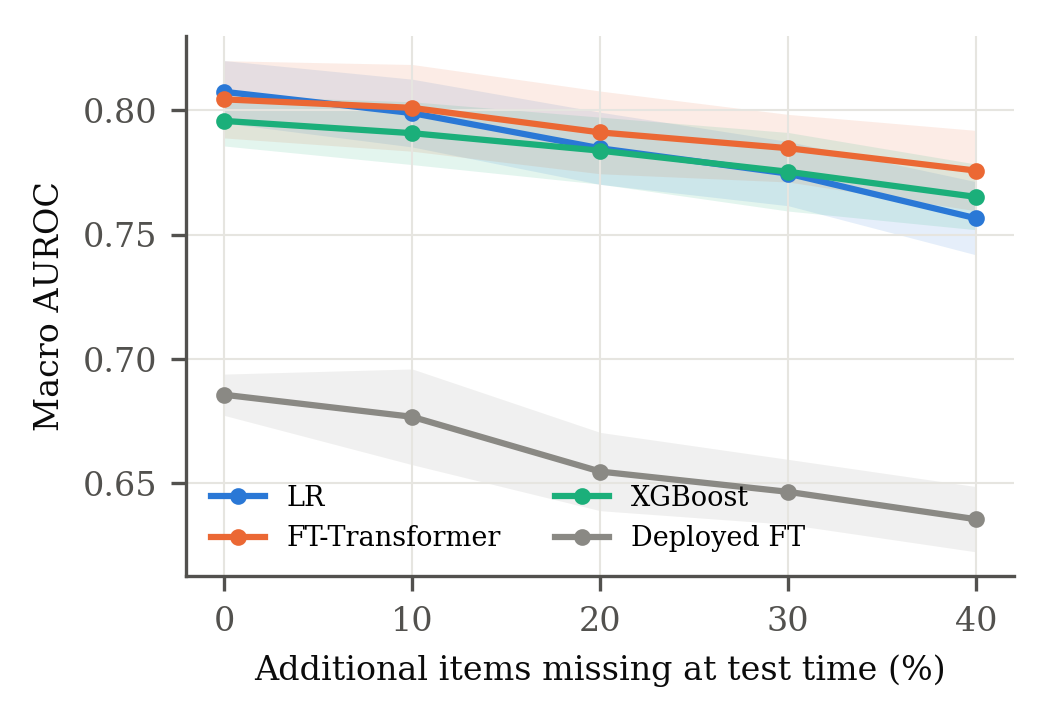 0.80
0.75
0.70
0.65
Macro AUROC
LR
XGBoost
FT-Transformer
Deployed FT
0 10 20 30 40
Additional items missing at test time (%)